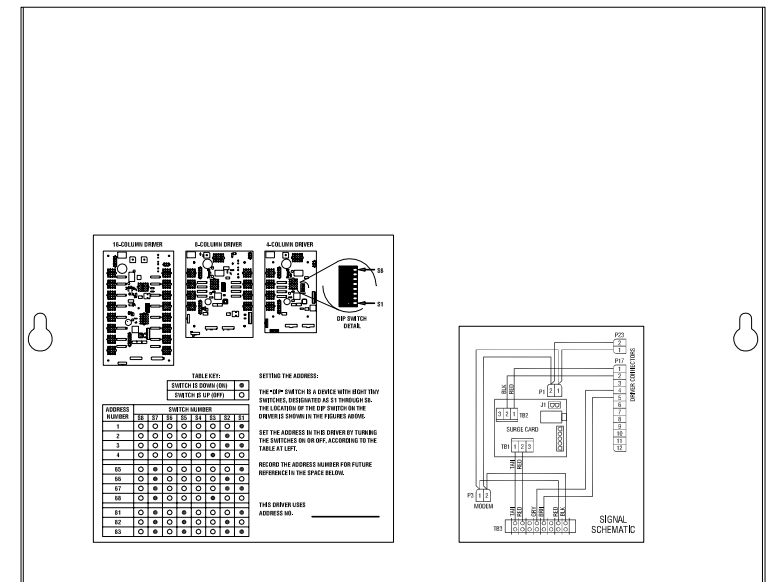 16-COLUMN DRIVER
8-COLUMN DRIVER
4-COLUMN DRIVER
S8
S1
DIP SWITCH
DETAIL
TABLE KEY:
SWITCH IS DOWN (ON)
SWITCH IS UP (OFF)
ADDRESS
NUMBER
SWITCH NUMBER
S8 S7 S6 S5 S4 S3 S2 S1
1
2
3
4
65
66
67
68
81
82
83
SETTING THE ADDRESS:
THE "DIP" SWITCH IS A DEVICE WITH EIGHT TINY
SWITCHES, DESIGNATED AS S1 THROUGH S8.
THE LOCATION OF THE DIP SWITCH ON THE
DRIVER IS SHOWN IN THE FIGURES ABOVE.
SET THE ADDRESS IN THIS DRIVER BY TURNING
THE SWITCHES ON OR OFF, ACCORDING TO THE
TABLE AT LEFT.
RECORD THE ADDRESS NUMBER FOR FUTURE
REFERENCE IN THE SPACE BELOW.
THIS DRIVER USES
ADDRESS NO.
P23
2
1
P17
1
2
3
4
5
6
7
8
9
10
11
12
DRIVER CONNECTORS
BLK
RED
P1 2 1
J1
3 2 1 TB2
SURGE CARD
TB1 1 2 3
TAN
RED
P3 1 2
MODEM
TAN
RED
GRY
BRN
RED
BLK
TB3
SIGNAL
SCHEMATIC